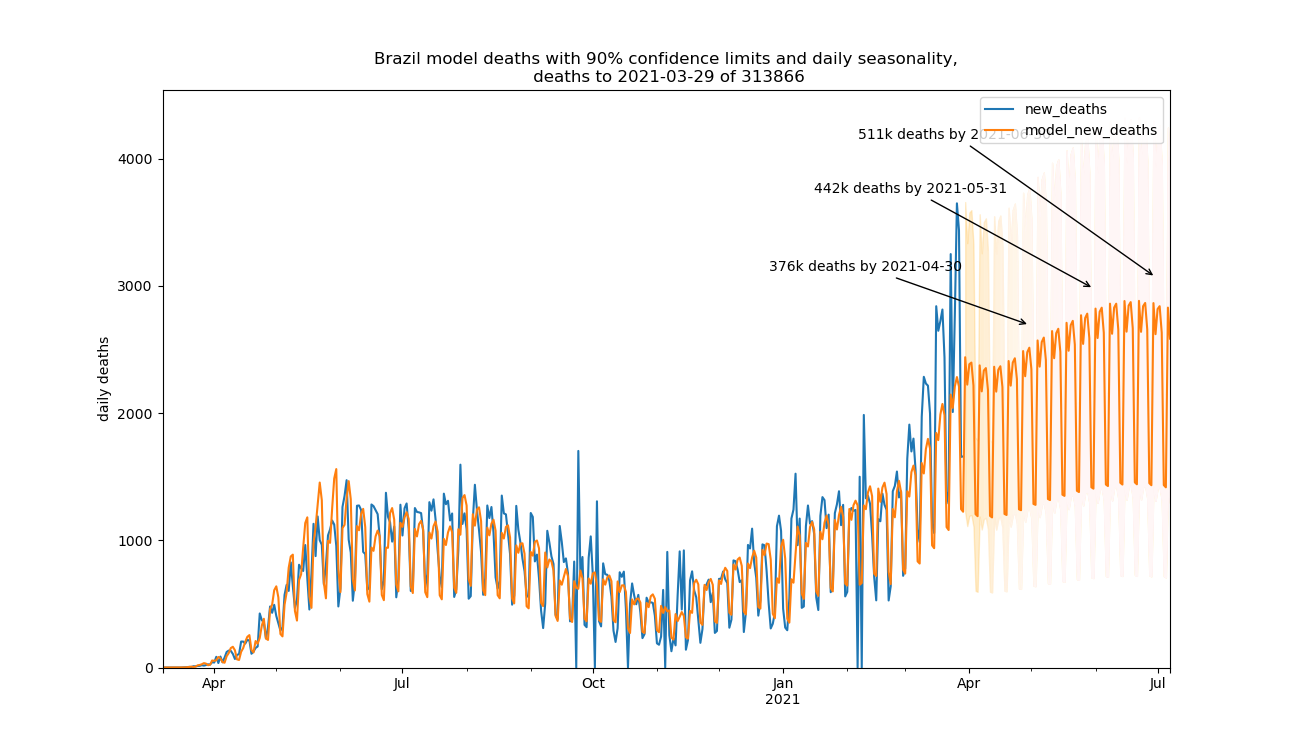 Brazil model deaths with 90% confidence limits and daily seasonality,
deaths to 2021-03-29 of 313866
new_deaths
model_new_deaths
511k deaths by 2021-06-30
442k deaths by 2021-05-31
376k deaths by 2021-04-30
daily deaths
4000
3000
2000
1000
0
Apr
Jul
Oct
Jan
2021
Apr
Jul